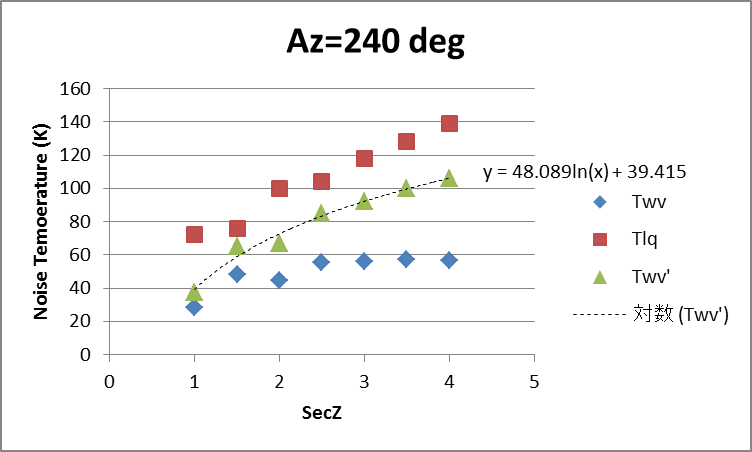 Az=240 deg
160
140
120
100
80
60
40
20
0
Noise Temoerature (K)
0 1 2 3 4 5
SecZ
y = 48.089ln(x) + 39.415
Twv
Tlq
Twv'
対数 (Twv')